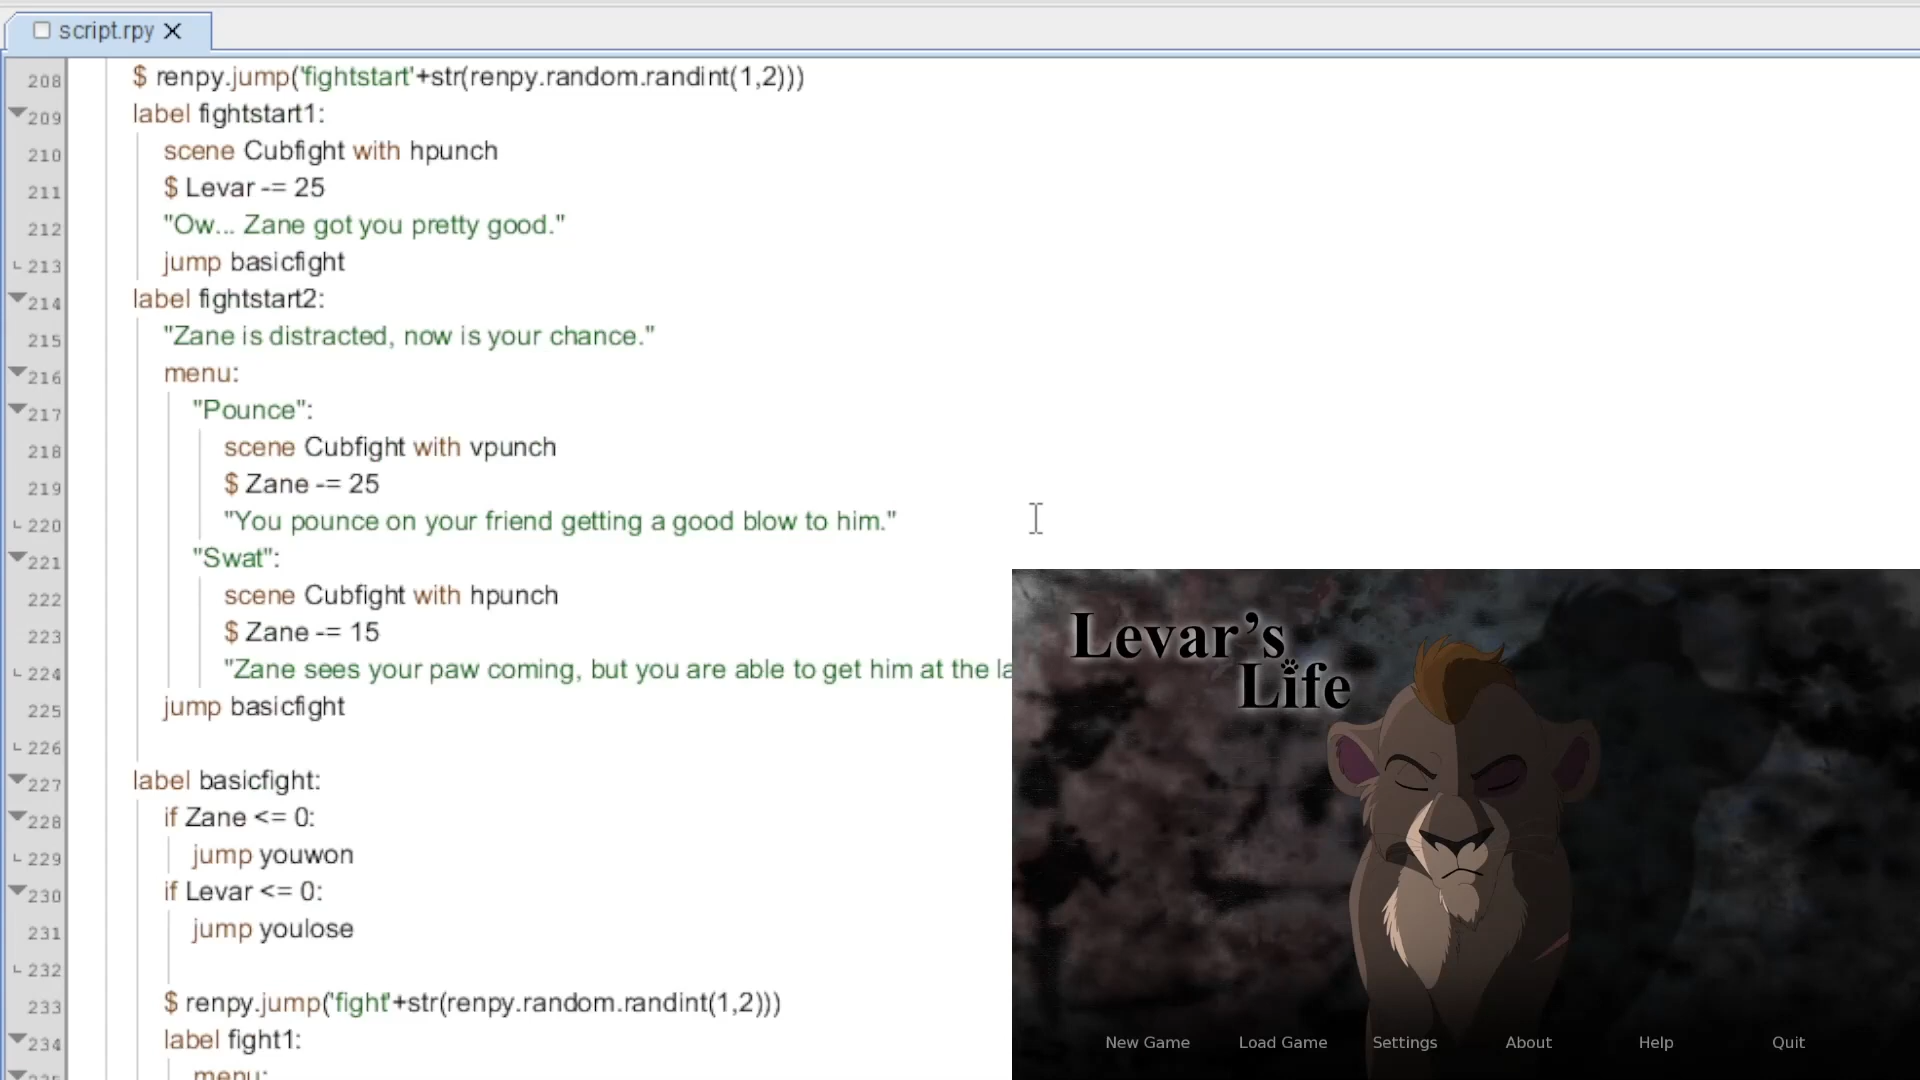 script.rpy
208 $ renpy.jump('fightstart'+str(renpy.random.randint(1,2)))
209 label fightstart1:
210 scene Cubfight with hpunch
211 $ Levar -= 25
212 "Ow... Zane got you pretty good."
213 jump basicfight
214 label fightstart2:
215 "Zane is distracted, now is your chance."
216 menu:
217 "Pounce":
218 scene Cubfight with vpunch
219 $ Zane -= 25
220 "You pounce on your friend getting a good blow to him."
221 "Swat":
222 scene Cubfight with hpunch
223 $ Zane -= 15
224 "Zane sees your paw coming, but you are able to get him at the
225 jump basicfight
226
227 label basicfight:
228 if Zane <= 0:
229 jump youwon
230 if Levar <= 0:
231 jump youlose
232
233 $ renpy.jump('fight'+str(renpy.random.randint(1,2)))
234 label fight1:
menu:
Levar's
Life
New Game Load Game Settings About Help Quit